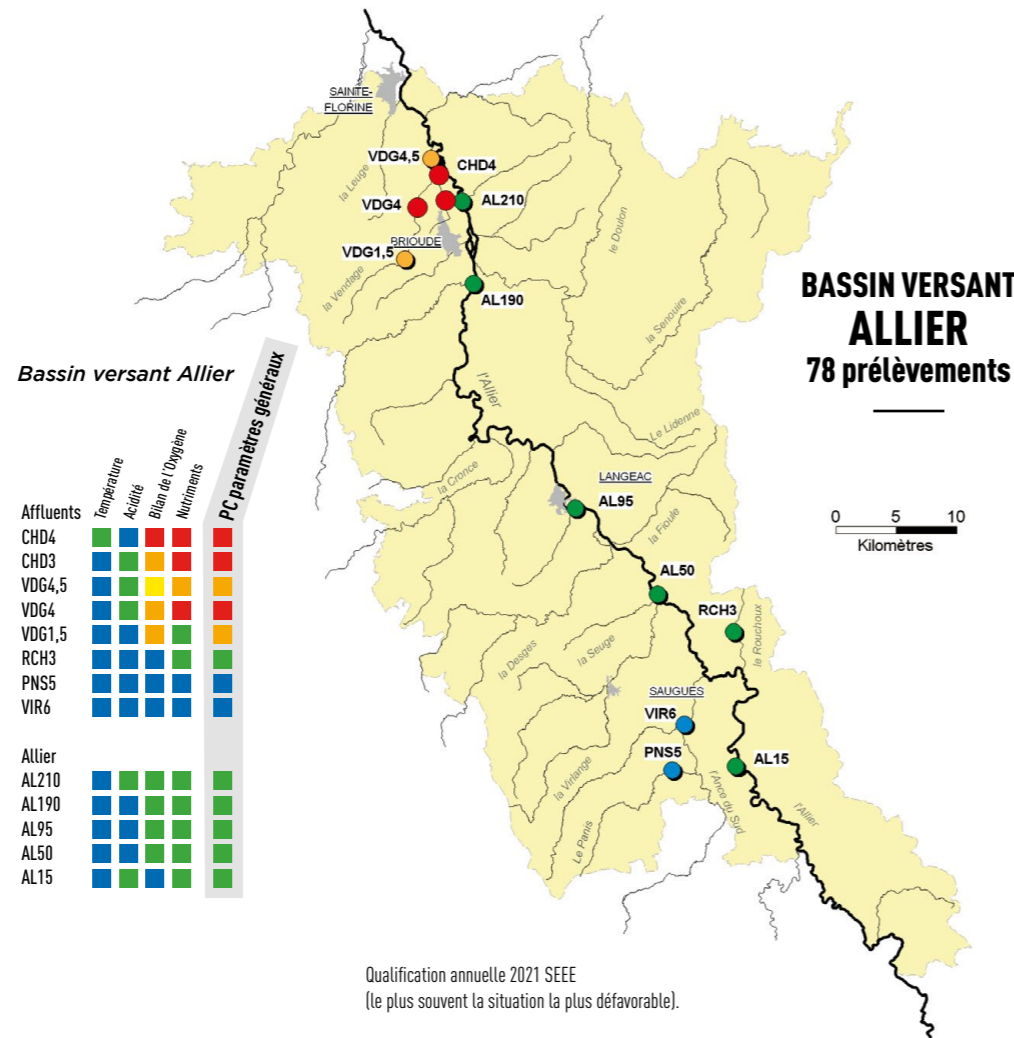 SAINTE-
FLORINE
VDG4,5
CHD4
la Leuge
VDG4
AL210
BRIOUDE
VDG1,5
la Vendage
AL190
le Doulon
la Senouire
BASSIN VERSANT
ALLIER
78 prélèvements
l'Allier
Le Lidenne
la Cronce
LANGEAC
AL95
la Fioule
0 5 10
Kilomètres
AL50
RCH3
le Rouchoux
la Desges
la Seuge
SAUGUES
VIR6
PNS5
AL15
la Virlange
Le Panis
l'Ance du Sud
l'Allier
Bassin versant Allier
Affluents
Température
Acidité
Bilan de l'Oxygène
Nutriments
PC paramètres généraux
CHD4
CHD3
VDG4,5
VDG4
VDG1,5
RCH3
PNS5
VIR6
Allier
AL210
AL190
AL95
AL50
AL15
Qualification annuelle 2021 SEEE
(le plus souvent la situation la plus défavorable).